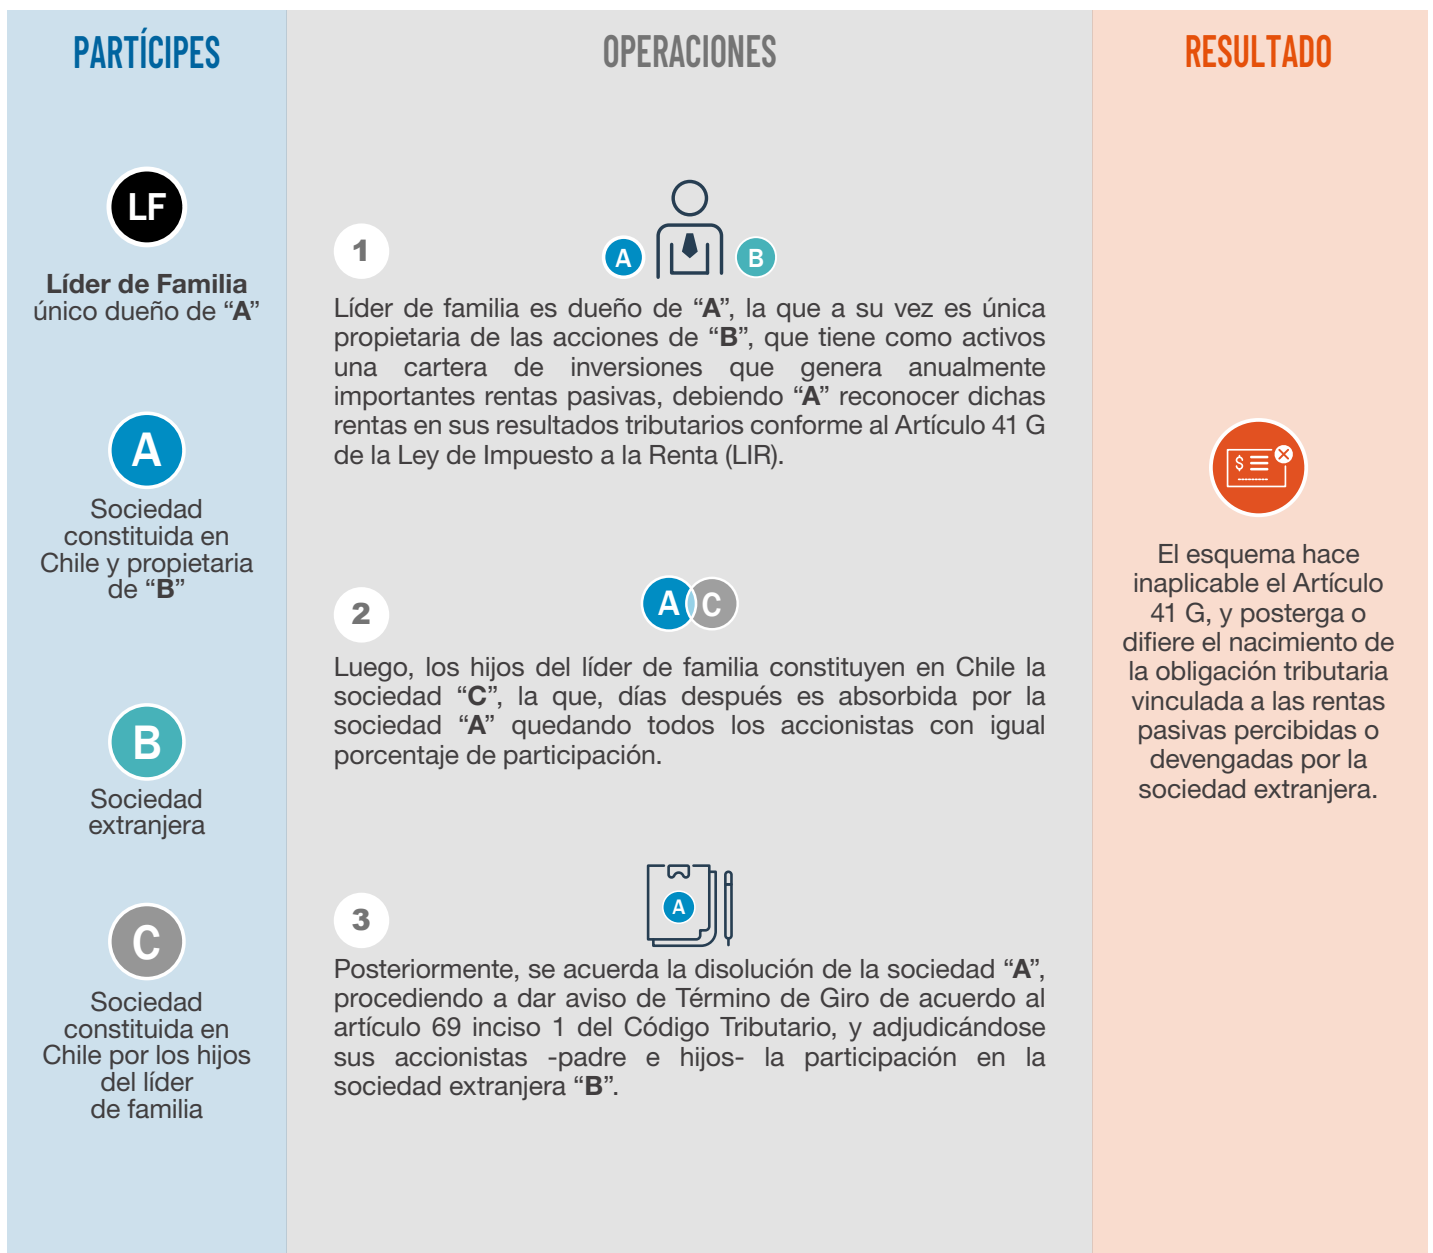 PARTÍCIPES
LF
Líder de Familia
único dueño de “A”
A
Sociedad
constituida en
Chile y propietaria
de “B”
B
Sociedad
extranjera
C
Sociedad
constituida en
Chile por los hijos
del líder
de familia
OPERACIONES
1
A
B
Líder de familia es dueño de “A”, la que a su vez es única
propietaria de las acciones de “B”, que tiene como activos
una cartera de inversiones que genera anualmente
importantes rentas pasivas, debiendo “A” reconocer dichas
rentas en sus resultados tributarios conforme al Artículo 41 G
de la Ley de Impuesto a la Renta (LIR).
2
A C
Luego, los hijos del líder de familia constituyen en Chile la
sociedad “C”, la que, días después es absorbida por la
sociedad “A” quedando todos los accionistas con igual
porcentaje de participación.
3
A
Posteriormente, se acuerda la disolución de la sociedad “A”,
procediendo a dar aviso de Término de Giro de acuerdo al
artículo 69 inciso 1 del Código Tributario, y adjudicándose
sus accionistas -padre e hijos- la participación en la
sociedad extranjera “B”.
RESULTADO
$
El esquema hace
inaplicable el Artículo
41 G, y posterga o
difiere el nacimiento de
la obligación tributaria
vinculada a las rentas
pasivas percibidas o
devengadas por la
sociedad extranjera.